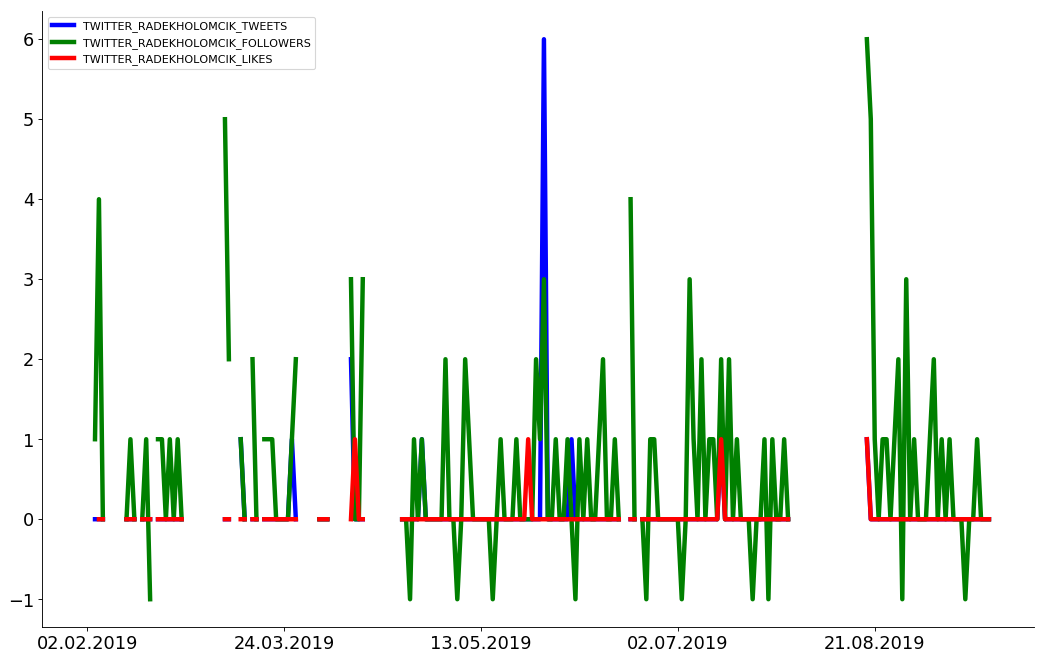 TWITTER_RADEKHOLOMCIK_TWEETS
TWITTER_RADEKHOLOMCIK_FOLLOWERS
TWITTER_RADEKHOLOMCIK_LIKES
6
5
4
3
2
1
0
−1
02.02.2019 24.03.2019 13.05.2019 02.07.2019 21.08.2019